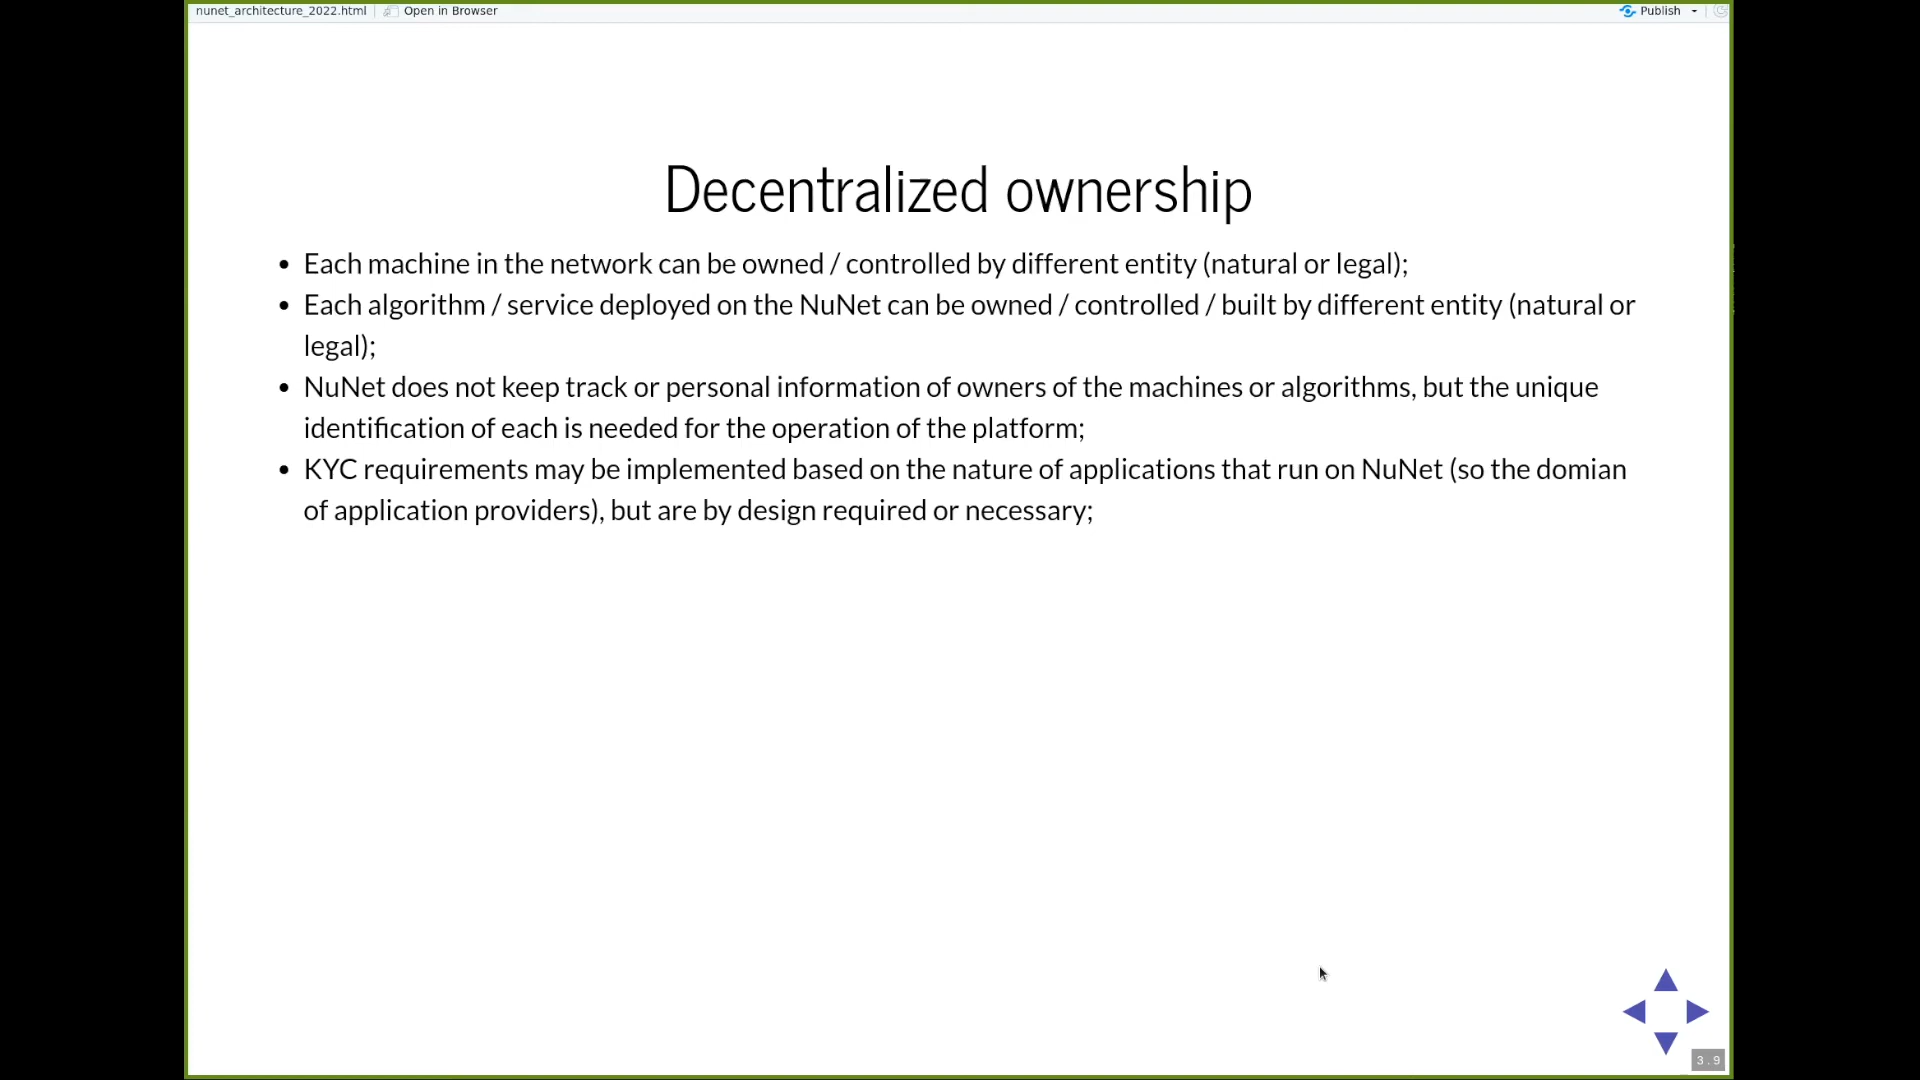 nunet_architecture_2022.html Open in Browser Publish
Decentralized ownership
• Each machine in the network can be owned / controlled by different entity (natural or legal);
• Each algorithm / service deployed on the NuNet can be owned / controlled / built by different entity (natural or
legal);
• NuNet does not keep track or personal information of owners of the machines or algorithms, but the unique
identification of each is needed for the operation of the platform;
• KYC requirements may be implemented based on the nature of applications that run on NuNet (so the domian
of application providers), but are by design required or necessary;
3 . 9